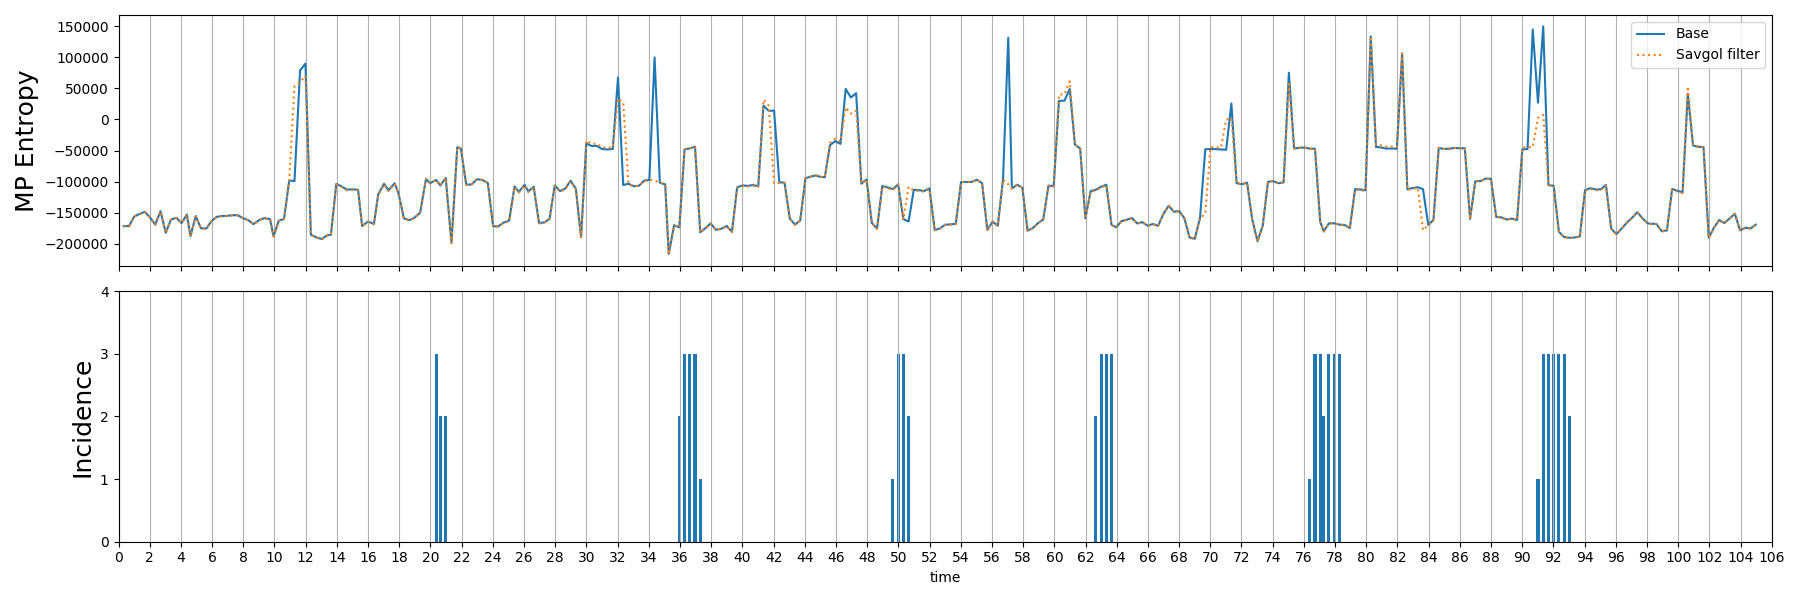 MP Entropy
150000
100000
50000
0
−50000
−100000
−150000
−200000
Base
Savgol filter
Incidence
4
3
2
1
0
0 2 4 6 8 10 12 14 16 18 20 22 24 26 28 30 32 34 36 38 40 42 44 46 48 50 52 54 56 58 60 62 64 66 68 70 72 74 76 78 80 82 84 86 88 90 92 94 96 98 100 102 104 106
time